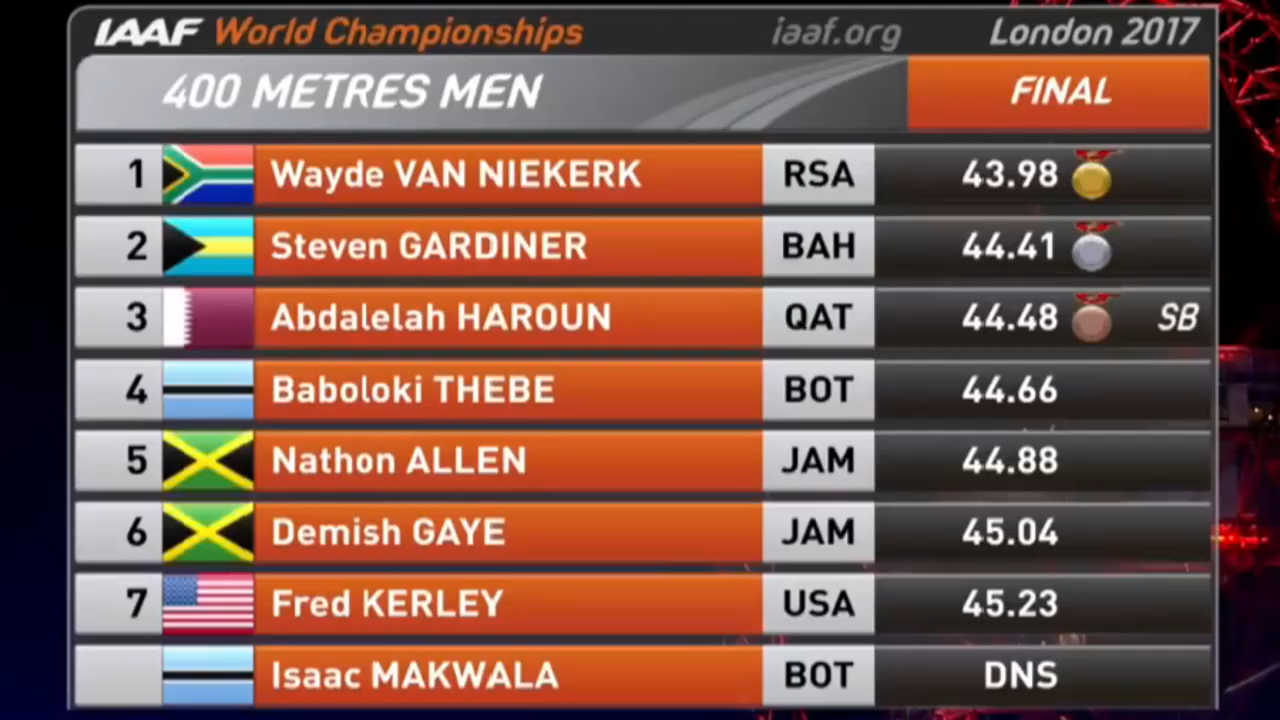 IAAF World Championships iaaf.org London 2017
400 METRES MEN FINAL
1 Wayde VAN NIEKERK RSA 43.98
2 Steven GARDINER BAH 44.41
3 Abdalelah HAROUN QAT 44.48 SB
4 Baboloki THEBE BOT 44.66
5 Nathon ALLEN JAM 44.88
6 Demish GAYE JAM 45.04
7 Fred KERLEY USA 45.23
Isaac MAKWALA BOT DNS